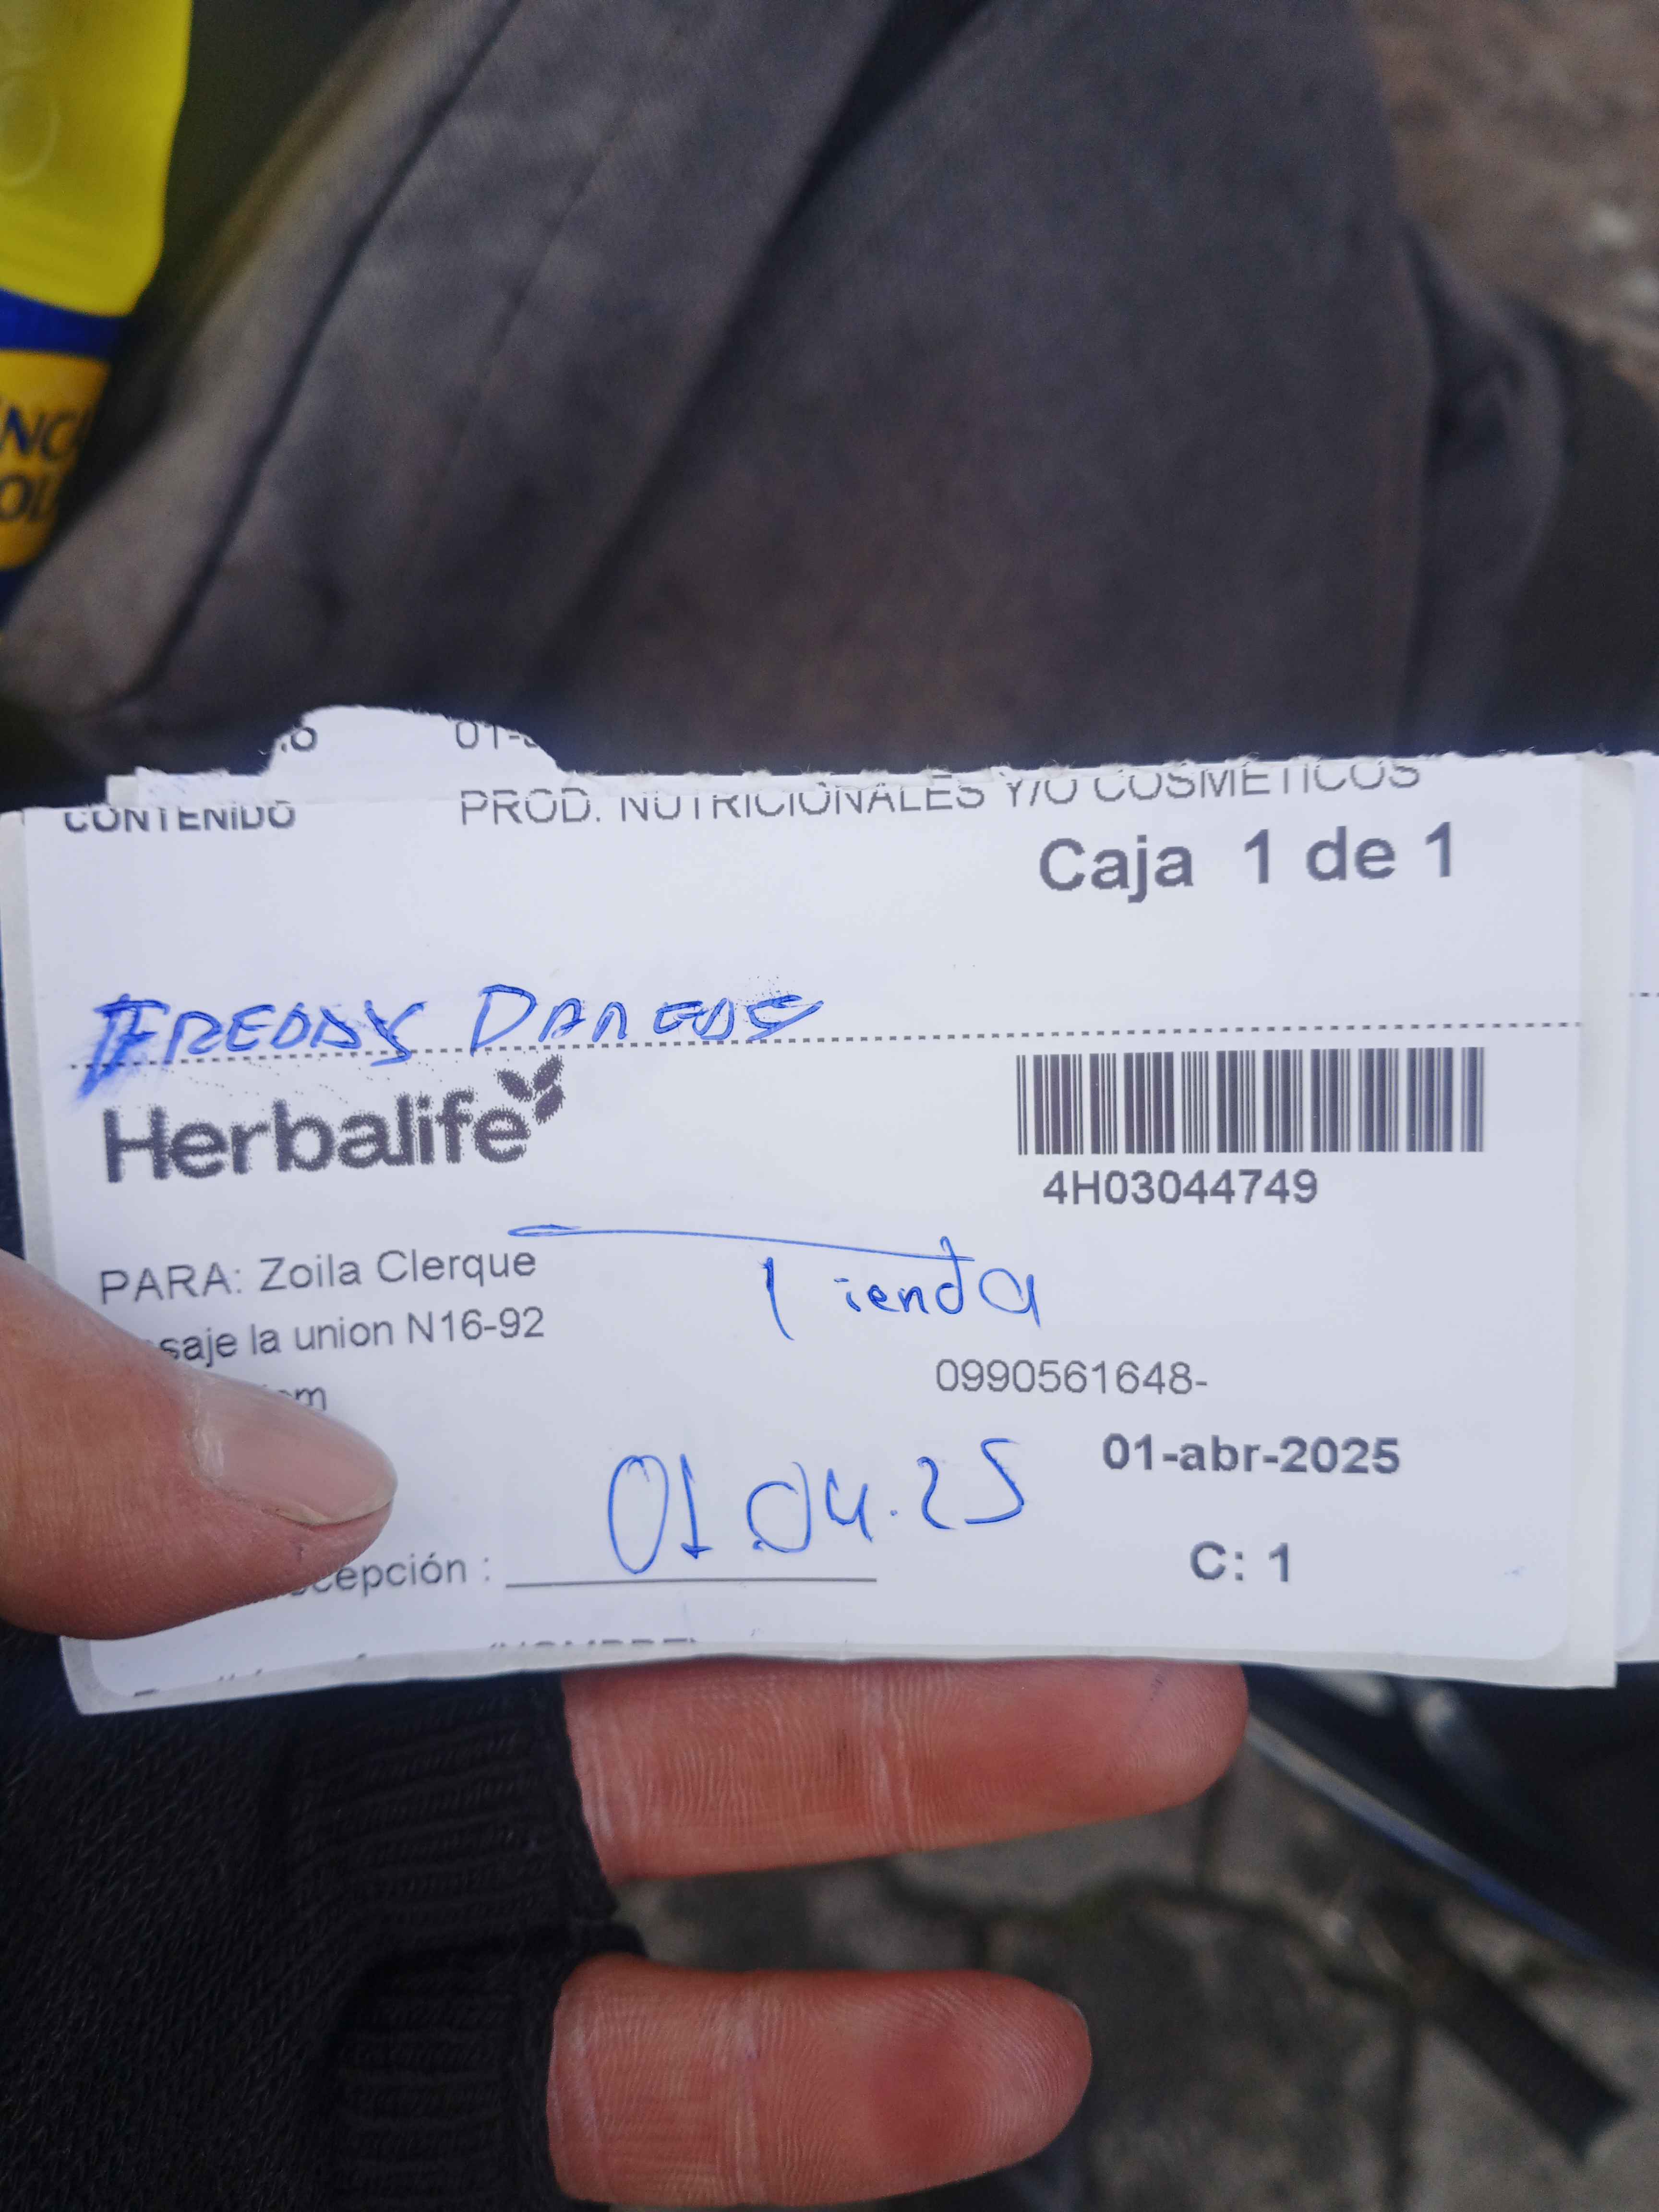 CONTENIDO PROD. NUTRICIONALES Y/O COSMETICOS
Caja 1 de 1
FREDDY
Herbalife
4H03044749
PARA: Zoila Clerque
Tienda
saje la union N16-92
0990561648-
01-abr-2025
01.04.25
cepción :
C: 1